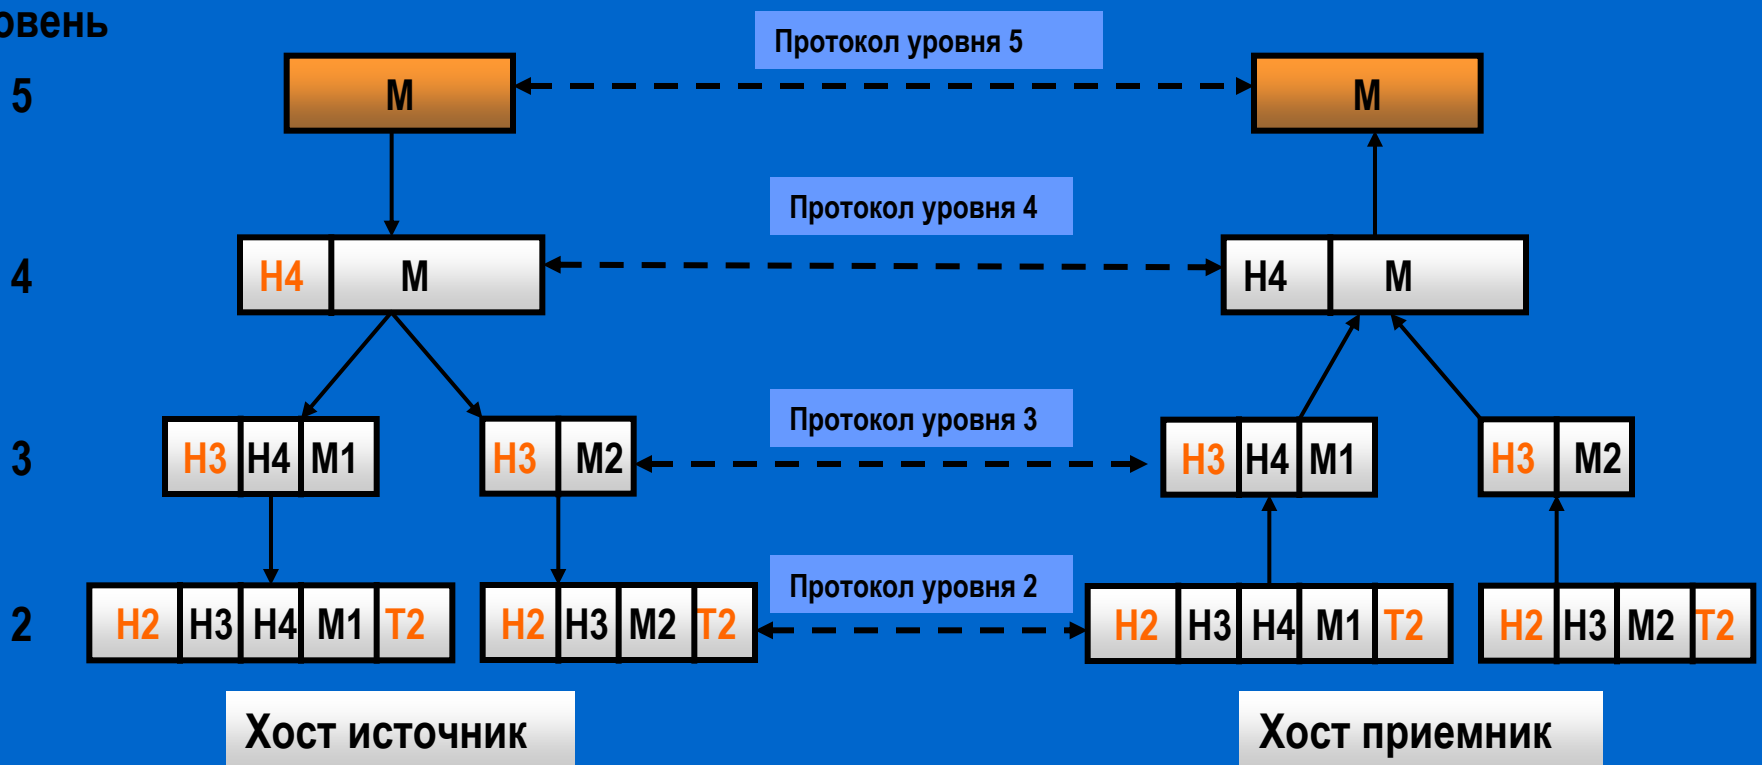 овень
Протокол уровня 5
5 М М
Протокол уровня 4
4 Н4 М Н4 М
Протокол уровня 3
3 Н3 Н4 М1 Н3 М2 Н3 Н4 М1 Н3 М2
Протокол уровня 2
2 Н2 Н3 Н4 М1 Т2 Н2 Н3 М2 Т2 Н2 Н3 Н4 М1 Т2 Н2 Н3 М2 Т2
Хост источник Хост приемник